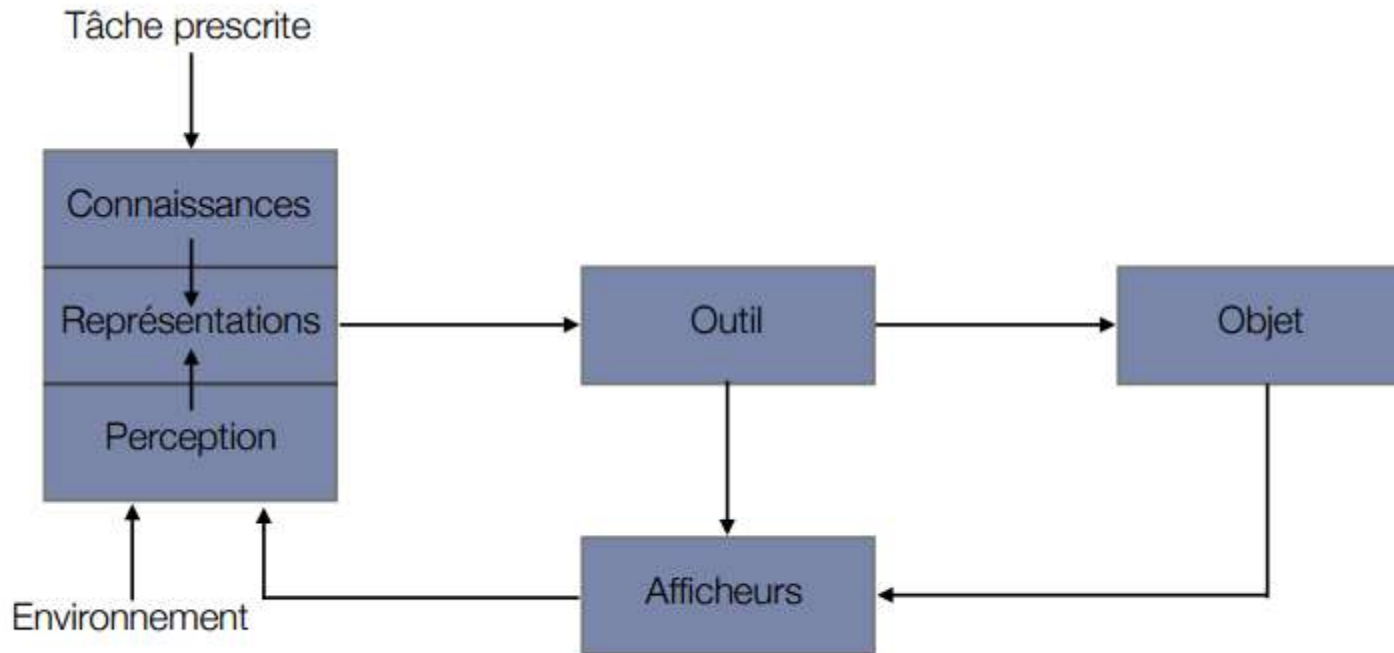 Tâche prescrite
Connaissances
Représentations
Outil
Objet
Perception
Afficheurs
Environnement